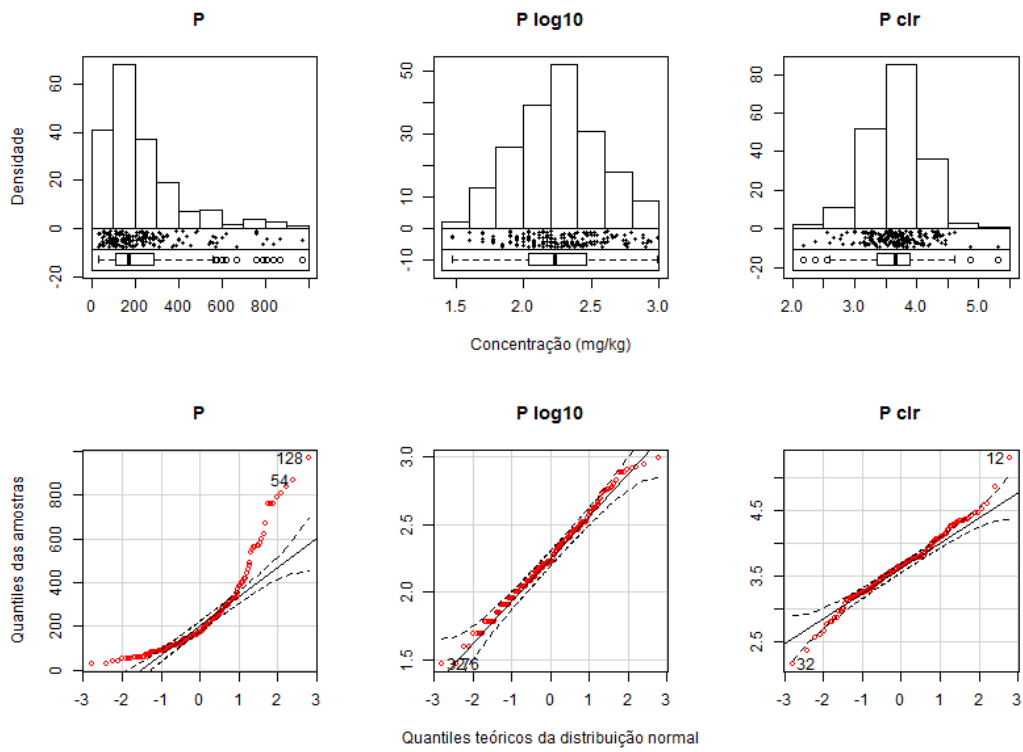 P
P log10
P clr
Densidade
60
40
20
0
-20
0 200 400 600 800
50
30
10
0
-10
1.5 2.0 2.5 3.0
80
60
40
20
0
-20
2.0 3.0 4.0 5.0
Concentração (mg/kg)
P
P log10
P clr
Quantiles das amostras
800
600
400
200
0
128
54
-3 -2 -1 0 1 2 3
3.0
2.5
2.0
1.5
32
76
-3 -2 -1 0 1 2 3
4.5
3.5
2.5
12
32
-3 -2 -1 0 1 2 3
Quantiles teóricos da distribuição normal